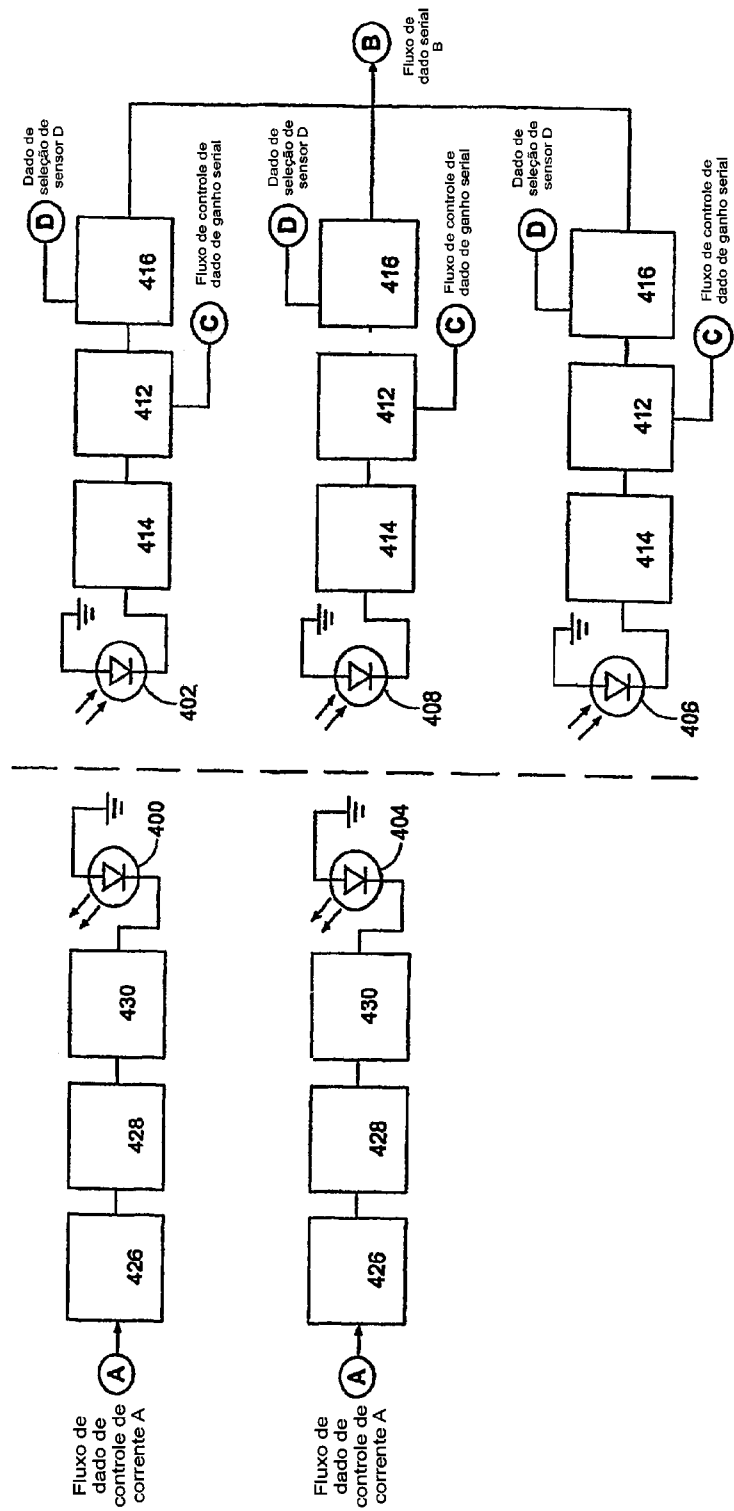 Fluxo de
dado de
controle de
corrente A
A
426
428
430
400
402
414
412
416
D
Dado de
seleção de
sensor D
C
Fluxo de controle de
dado de ganho serial
Fluxo de
dado de
controle de
corrente A
A
426
428
430
404
408
414
412
416
D
Dado de
seleção de
sensor D
C
Fluxo de controle de
dado de ganho serial
B
Fluxo de
dado serial
B
406
414
412
416
D
Dado de
seleção de
sensor D
C
Fluxo de controle de
dado de ganho serial